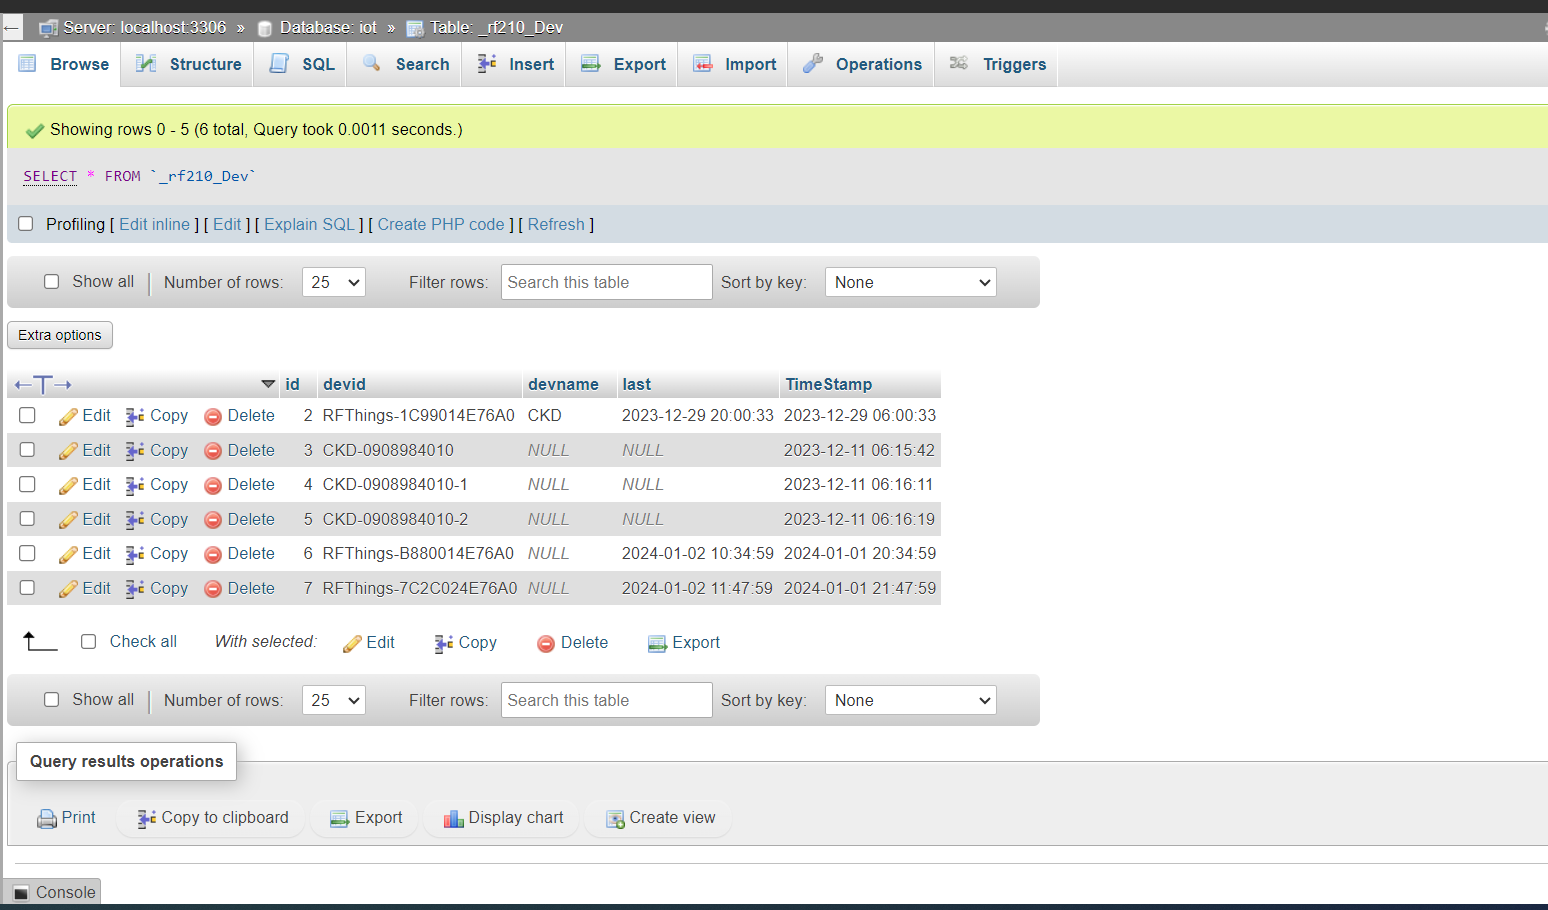 Server: localhost:3306 » Database: iot » Table: _rf210_Dev
Browse Structure SQL Search Insert Export Import Operations Triggers
Showing rows 0 - 5 (6 total, Query took 0.0011 seconds.)
SELECT * FROM `_rf210_Dev`
Profiling [ Edit inline ] [ Edit ] [ Explain SQL ] [ Create PHP code ] [ Refresh ]
Show all Number of rows: 25 Filter rows: Search this table Sort by key: None
Extra options
id devid devname last TimeStamp
Edit Copy Delete 2 RFThings-1C99014E76A0 CKD 2023-12-29 20:00:33 2023-12-29 06:00:33
Edit Copy Delete 3 CKD-0908984010 NULL NULL 2023-12-11 06:15:42
Edit Copy Delete 4 CKD-0908984010-1 NULL NULL 2023-12-11 06:16:11
Edit Copy Delete 5 CKD-0908984010-2 NULL NULL 2023-12-11 06:16:19
Edit Copy Delete 6 RFThings-B880014E76A0 NULL 2024-01-02 10:34:59 2024-01-01 20:34:59
Edit Copy Delete 7 RFThings-7C2C024E76A0 NULL 2024-01-02 11:47:59 2024-01-01 21:47:59
Check all With selected: Edit Copy Delete Export
Show all Number of rows: 25 Filter rows: Search this table Sort by key: None
Query results operations
Print Copy to clipboard Export Display chart Create view
Console